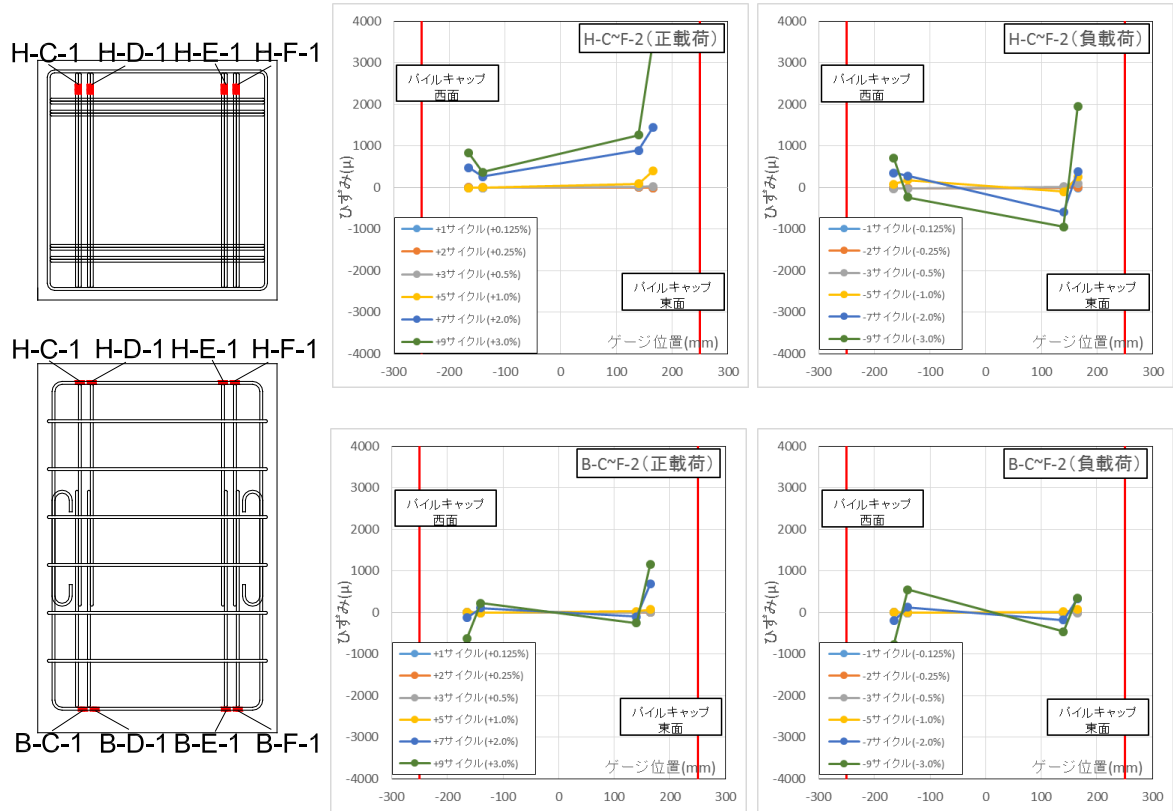 H-C-1 H-D-1 H-E-1 H-F-1
H-C-1 H-D-1 H-E-1 H-F-1
B-C-1 B-D-1 B-E-1 B-F-1
H-C~F-2(正載荷)
パイルキャップ
西面
パイルキャップ
東面
ひずみ(μ)
ゲージ位置(mm)
4000
3000
2000
1000
0
-1000
-2000
-3000
-4000
-300 -200 -100 0 100 200 300
+1サイクル(+0.125%)
+2サイクル(+0.25%)
+3サイクル(+0.5%)
+5サイクル(+1.0%)
+7サイクル(+2.0%)
+9サイクル(+3.0%)
H-C~F-2(負載荷)
パイルキャップ
西面
パイルキャップ
東面
ひずみ(μ)
ゲージ位置(mm)
4000
3000
2000
1000
0
-1000
-2000
-3000
-4000
-300 -200 -100 0 100 200 300
-1サイクル(-0.125%)
-2サイクル(-0.25%)
-3サイクル(-0.5%)
-5サイクル(-1.0%)
-7サイクル(-2.0%)
-9サイクル(-3.0%)
B-C~F-2(正載荷)
パイルキャップ
西面
パイルキャップ
東面
ひずみ(μ)
ゲージ位置(mm)
4000
3000
2000
1000
0
-1000
-2000
-3000
-4000
-300 -200 -100 0 100 200 300
+1サイクル(+0.125%)
+2サイクル(+0.25%)
+3サイクル(+0.5%)
+5サイクル(+1.0%)
+7サイクル(+2.0%)
+9サイクル(+3.0%)
B-C~F-2(負載荷)
パイルキャップ
西面
パイルキャップ
東面
ひずみ(μ)
ゲージ位置(mm)
4000
3000
2000
1000
0
-1000
-2000
-3000
-4000
-300 -200 -100 0 100 200 300
-1サイクル(-0.125%)
-2サイクル(-0.25%)
-3サイクル(-0.5%)
-5サイクル(-1.0%)
-7サイクル(-2.0%)
-9サイクル(-3.0%)